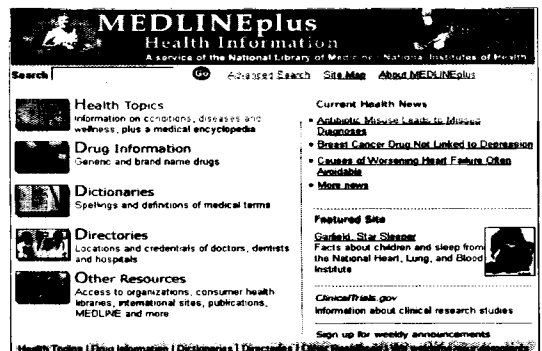 MEDLINEplus
Health Information
A service of the National Library of Medicine, National Institutes of Health
Search Go Advanced Search Site Map About MEDLINEplus
Health Topics
Information on conditions, diseases and
wellness, plus a medical encyclopedia
Drug Information
Generic and brand name drugs
Dictionaries
Spellings and definitions of medical terms
Directories
Locations and credentials of doctors, dentists
and hospitals
Other Resources
Access to organizations, consumer health
libraries, international sites, publications,
MEDLINE and more
Current Health News
• Antibiotic Misuse Leads to Missed
Diagnoses
• Breast Cancer Drug Not Linked to Depression
• Causes of Worsening Heart Failure Often
Avoidable
• More news
Featured Site
Garfield, Star Sleeper
Facts about children and sleep from
the National Heart, Lung, and Blood
Institute
ClinicalTrials.gov
Information about clinical research studies
Sign up for weekly announcements
Health Topics | Drug Information | Dictionaries | Directories | Other Resources